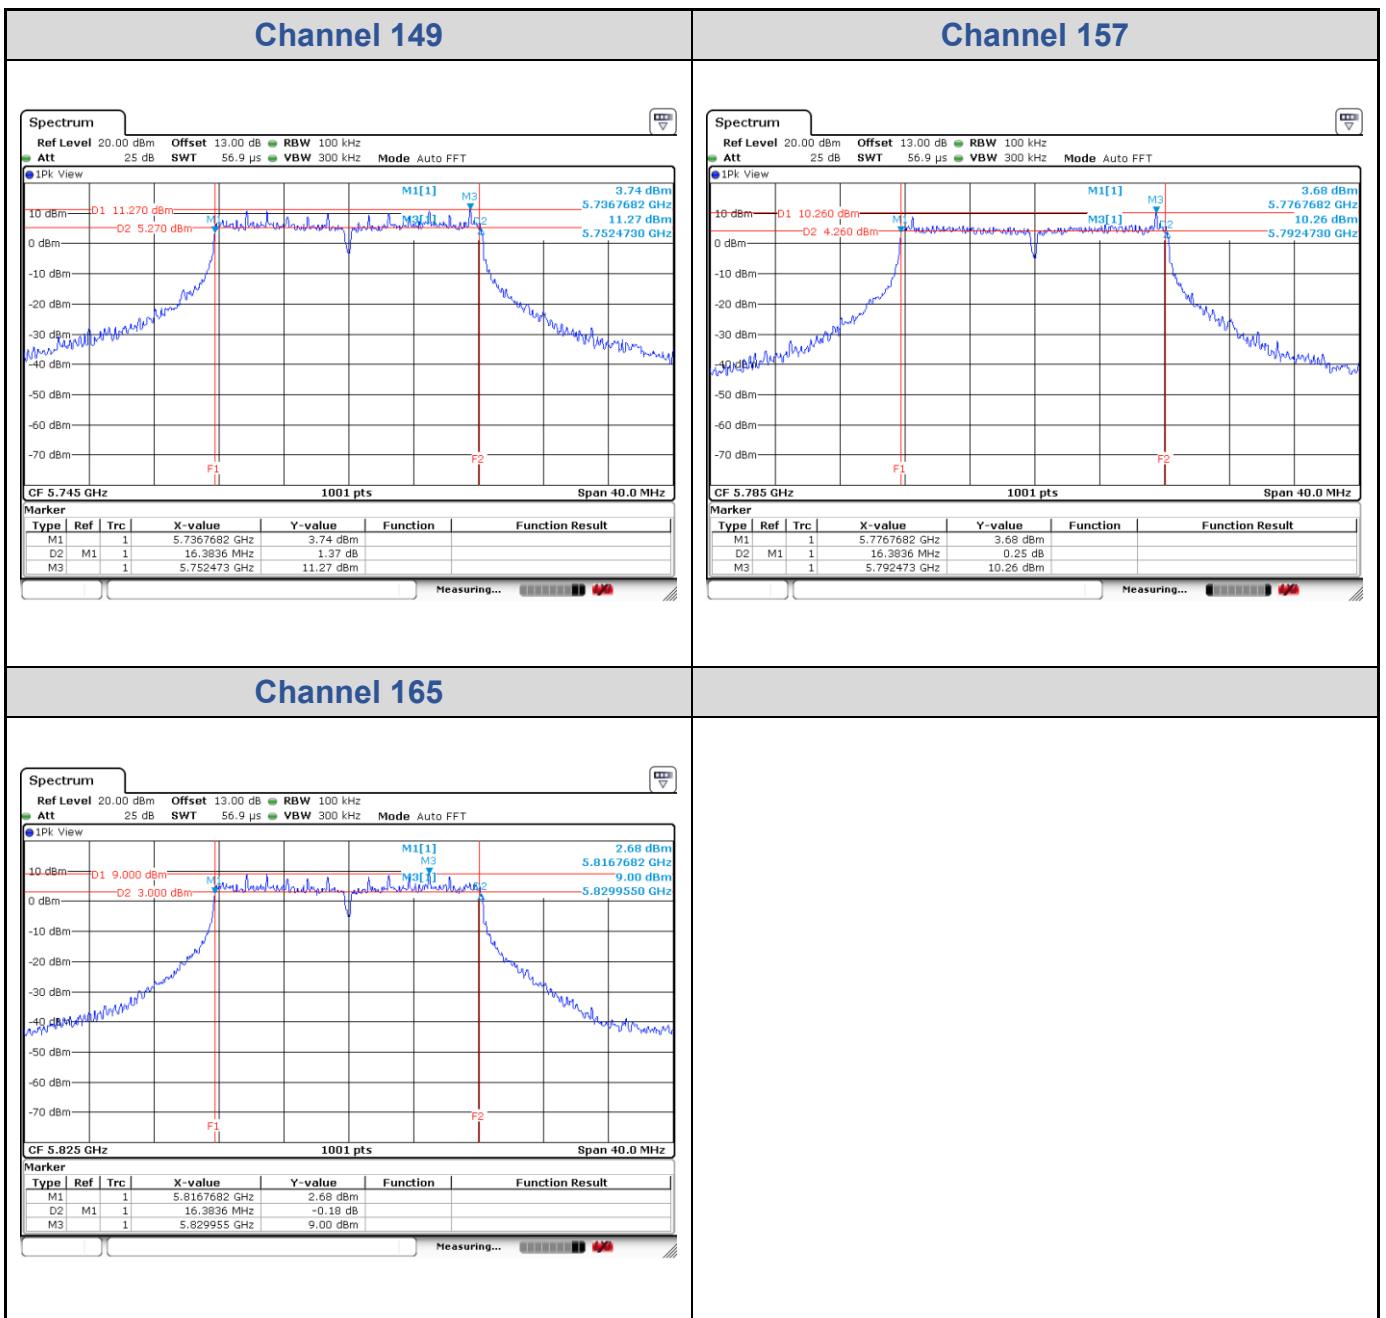 Channel 149
Spectrum
Ref Level 20.00 dBm Offset 13.00 dB RBW 100 kHz
Att 25 dB SWT 56.9 µs VBW 300 kHz Mode Auto FFT
1Pk View
M1[1] 3.74 dBm
5.7367682 GHz
M3[1] 11.27 dBm
5.7524730 GHz
M3
D1 11.270 dBm
D2 5.270 dBm
D2
10 dBm
0 dBm
-10 dBm
-20 dBm
-30 dBm
-40 dBm
-50 dBm
-60 dBm
-70 dBm
F1
F2
CF 5.745 GHz 1001 pts Span 40.0 MHz
Marker
Type Ref Trc X-value Y-value Function Function Result
M1 1 5.7367682 GHz 3.74 dBm
D2 M1 1 16.3836 MHz 1.37 dB
M3 1 5.752473 GHz 11.27 dBm
Measuring...
Channel 157
Spectrum
Ref Level 20.00 dBm Offset 13.00 dB RBW 100 kHz
Att 25 dB SWT 56.9 µs VBW 300 kHz Mode Auto FFT
1Pk View
M1[1] 3.68 dBm
5.7767682 GHz
M3[1] 10.26 dBm
5.7924730 GHz
M3
D1 10.260 dBm
D2 4.260 dBm
D2
10 dBm
0 dBm
-10 dBm
-20 dBm
-30 dBm
-40 dBm
-50 dBm
-60 dBm
-70 dBm
F1
F2
CF 5.785 GHz 1001 pts Span 40.0 MHz
Marker
Type Ref Trc X-value Y-value Function Function Result
M1 1 5.7767682 GHz 3.68 dBm
D2 M1 1 16.3836 MHz 0.25 dB
M3 1 5.792473 GHz 10.26 dBm
Measuring...
Channel 165
Spectrum
Ref Level 20.00 dBm Offset 13.00 dB RBW 100 kHz
Att 25 dB SWT 56.9 µs VBW 300 kHz Mode Auto FFT
1Pk View
M1[1] 2.68 dBm
5.8167682 GHz
M3[1] 9.00 dBm
5.8299550 GHz
M3
D1 9.000 dBm
D2 3.000 dBm
D2
10 dBm
0 dBm
-10 dBm
-20 dBm
-30 dBm
-40 dBm
-50 dBm
-60 dBm
-70 dBm
F1
F2
CF 5.825 GHz 1001 pts Span 40.0 MHz
Marker
Type Ref Trc X-value Y-value Function Function Result
M1 1 5.8167682 GHz 2.68 dBm
D2 M1 1 16.3836 MHz -0.18 dB
M3 1 5.829955 GHz 9.00 dBm
Measuring...